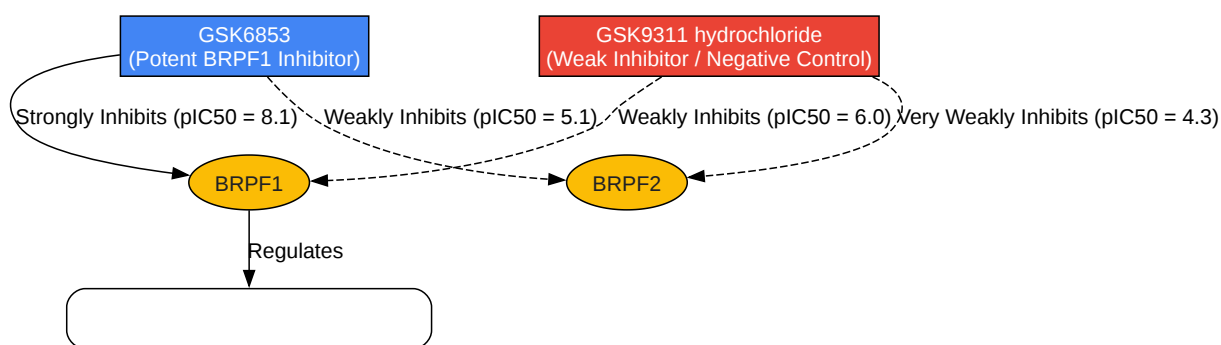 GSK6853
(Potent BRPF1 Inhibitor)
GSK9311 hydrochloride
(Weak Inhibitor / Negative Control)
Strongly Inhibits (pIC50 = 8.1)
Weakly Inhibits (pIC50 = 5.1)
Weakly Inhibits (pIC50 = 6.0)
Very Weakly Inhibits (pIC50 = 4.3)
BRPF1
BRPF2
Regulates